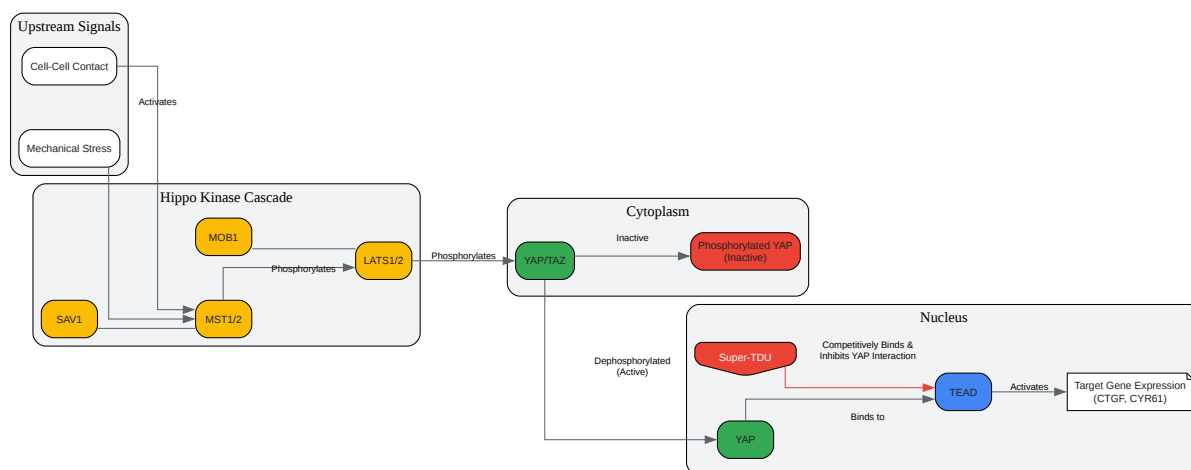 Upstream Signals
Cell-Cell Contact
Activates
Mechanical Stress
Hippo Kinase Cascade
MOB1
LATS1/2
Phosphorylates
SAV1
MST1/2
Phosphorylates
Cytoplasm
YAP/TAZ
Inactive
Phosphorylated YAP
(Inactive)
Dephosphorylated
(Active)
Nucleus
Super-TDU
Competitively Binds &
Inhibits YAP Interaction
TEAD
Activates
Target Gene Expression
(CTGF, CYR61)
Binds to
YAP